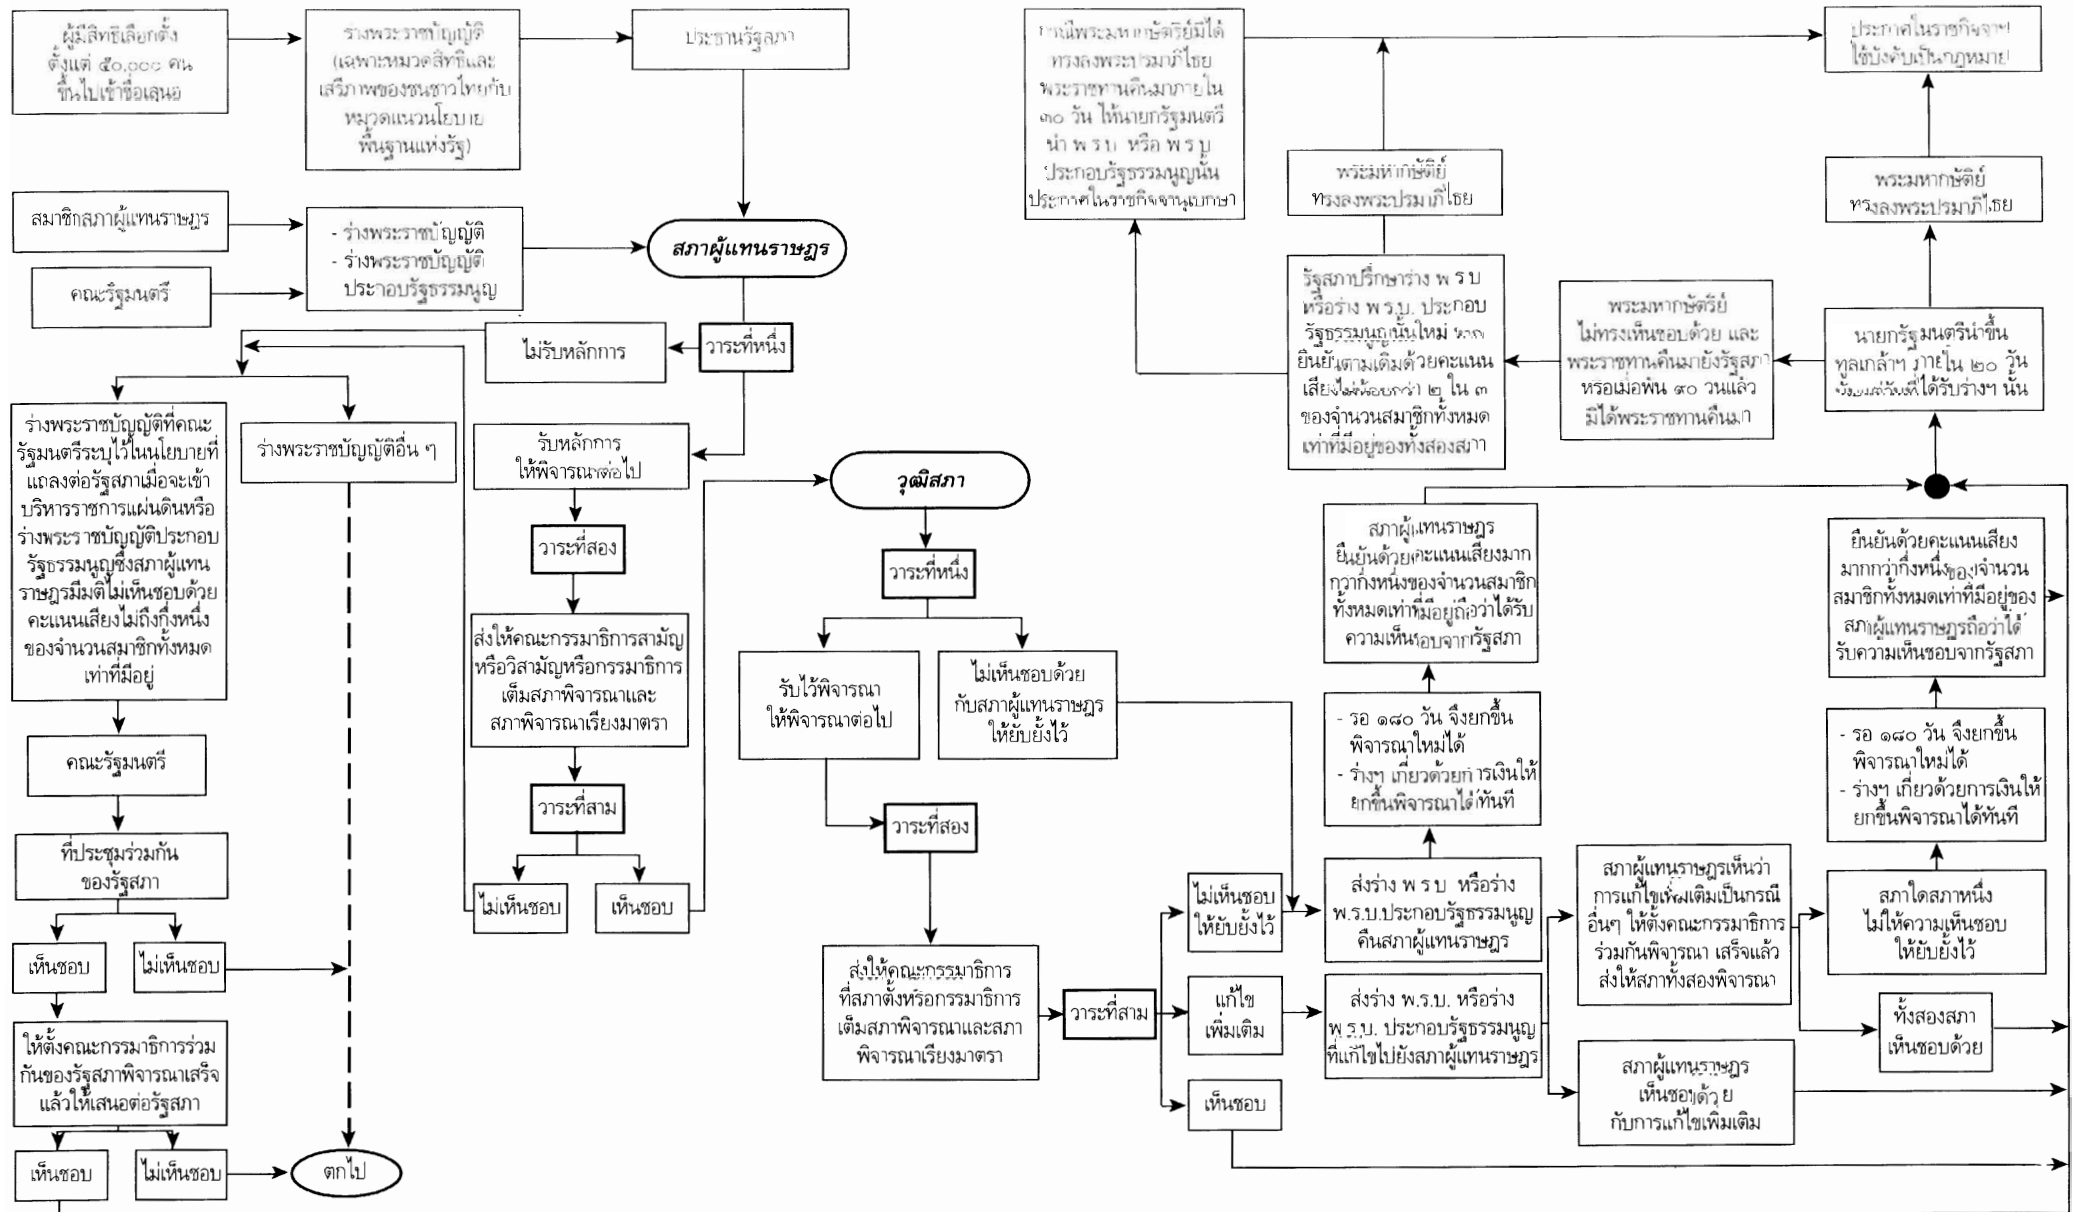 ผู้มีสิทธิเลือกตั้ง
ตั้งแต่ ๕๐,๐๐๐ คน
ขึ้นไปเข้าชื่อเสนอ
ร่างพระราชบัญญัติ
(เฉพาะหมวดสิทธิและ
เสรีภาพของชนชาวไทยกับ
หมวดแนวนโยบาย
พื้นฐานแห่งรัฐ)
ประธานรัฐสภา
สมาชิกสภาผู้แทนราษฎร
คณะรัฐมนตรี
- ร่างพระราชบัญญัติ
- ร่างพระราชบัญญัติ
ประกอบรัฐธรรมนูญ
สภาผู้แทนราษฎร
วาระที่หนึ่ง
ไม่รับหลักการ
ร่างพระราชบัญญัติที่คณะ
รัฐมนตรีระบุไว้ในนโยบายที่
แถลงต่อรัฐสภาเมื่อจะเข้า
บริหารราชการแผ่นดินหรือ
ร่างพระราชบัญญัติประกอบ
รัฐธรรมนูญซึ่งสภาผู้แทน
ราษฎรมีมติไม่เห็นชอบด้วย
คะแนนเสียงไม่ถึงกึ่งหนึ่ง
ของจำนวนสมาชิกทั้งหมด
เท่าที่มีอยู่
ร่างพระราชบัญญัติอื่น ๆ
คณะรัฐมนตรี
ที่ประชุมร่วมกัน
ของรัฐสภา
เห็นชอบ
ไม่เห็นชอบ
ให้ตั้งคณะกรรมาธิการร่วม
กันของรัฐสภาพิจารณาเสร็จ
แล้วให้เสนอต่อรัฐสภา
เห็นชอบ
ไม่เห็นชอบ
ตกไป
รับหลักการ
ให้พิจารณาต่อไป
วาระที่สอง
ส่งให้คณะกรรมาธิการสามัญ
หรือวิสามัญหรือกรรมาธิการ
เต็มสภาพิจารณาและ
สภาพิจารณาเรียงมาตรา
วาระที่สาม
ไม่เห็นชอบ
เห็นชอบ
วุฒิสภา
วาระที่หนึ่ง
รับไว้พิจารณา
ให้พิจารณาต่อไป
ไม่เห็นชอบด้วย
กับสภาผู้แทนราษฎร
ให้ยับยั้งไว้
วาระที่สอง
ส่งให้คณะกรรมาธิการ
ที่สภาตั้งหรือกรรมาธิการ
เต็มสภาพิจารณาและสภา
พิจารณาเรียงมาตรา
วาระที่สาม
ไม่เห็นชอบ
ให้ยับยั้งไว้
แก้ไข
เพิ่มเติม
เห็นชอบ
ส่งร่าง พ ร บ หรือร่าง
พ.ร.บ.ประกอบรัฐธรรมนูญ
คืนสภาผู้แทนราษฎร
ส่งร่าง พ.ร.บ. หรือร่าง
พ.ร.บ. ประกอบรัฐธรรมนูญ
ที่แก้ไขไปยังสภาผู้แทนราษฎร
- รอ ๑๘๐ วัน จึงยกขึ้น
พิจารณาใหม่ได้
- ร่างฯ เกี่ยวด้วยการเงินให้
ยกขึ้นพิจารณาได้ทันที
สภาผู้แทนราษฎร
ยืนยันด้วยคะแนนเสียงมาก
กว่ากึ่งหนึ่งของจำนวนสมาชิก
ทั้งหมดเท่าที่มีอยู่ถือว่าได้รับ
ความเห็นชอบจากรัฐสภา
สภาผู้แทนราษฎรเห็นว่า
การแก้ไขเพิ่มเติมเป็นกรณี
อื่นๆ ให้ตั้งคณะกรรมาธิการ
ร่วมกันพิจารณา เสร็จแล้ว
ส่งให้สภาทั้งสองพิจารณา
สภาผู้แทนราษฎร
เห็นชอบด้วย
กับการแก้ไขเพิ่มเติม
สภาใดสภาหนึ่ง
ไม่ให้ความเห็นชอบ
ให้ยับยั้งไว้
ทั้งสองสภา
เห็นชอบด้วย
- รอ ๑๘๐ วัน จึงยกขึ้น
พิจารณาใหม่ได้
- ร่างฯ เกี่ยวด้วยการเงินให้
ยกขึ้นพิจารณาได้ทันที
ยืนยันด้วยคะแนนเสียง
มากกว่ากึ่งหนึ่งของจำนวน
สมาชิกทั้งหมดเท่าที่มีอยู่ของ
สภาผู้แทนราษฎรถือว่าได้
รับความเห็นชอบจากรัฐสภา
นายกรัฐมนตรีนำขึ้น
ทูลเกล้าฯ ภายใน ๒๐ วัน
นับแต่วันที่ได้รับร่างฯ นั้น
พระมหากษัตริย์
ทรงลงพระปรมาภิไธย
ประกาศในราชกิจจาฯ
ใช้บังคับเป็นกฎหมาย
พระมหากษัตริย์
ไม่ทรงเห็นชอบด้วย และ
พระราชทานคืนมายังรัฐสภา
หรือเมื่อพ้น ๙๐ วันแล้ว
มิได้พระราชทานคืนมา
รัฐสภาปรึกษาร่าง พ ร บ
หรือร่าง พ ร.บ. ประกอบ
รัฐธรรมนูญนั้นใหม่ หาก
ยืนยันตามเดิมด้วยคะแนน
เสียงไม่น้อยกว่า ๒ ใน ๓
ของจำนวนสมาชิกทั้งหมด
เท่าที่มีอยู่ของทั้งสองสภา
พระมหากษัตริย์
ทรงลงพระปรมาภิไธย
กรณีพระมหากษัตริย์มิได้
ทรงลงพระปรมาภิไธย
พระราชทานคืนมาภายใน
๓๐ วัน ให้นายกรัฐมนตรี
นำ พ ร บ หรือ พ ร บ
ประกอบรัฐธรรมนูญนั้น
ประกาศในราชกิจจานุเบกษา